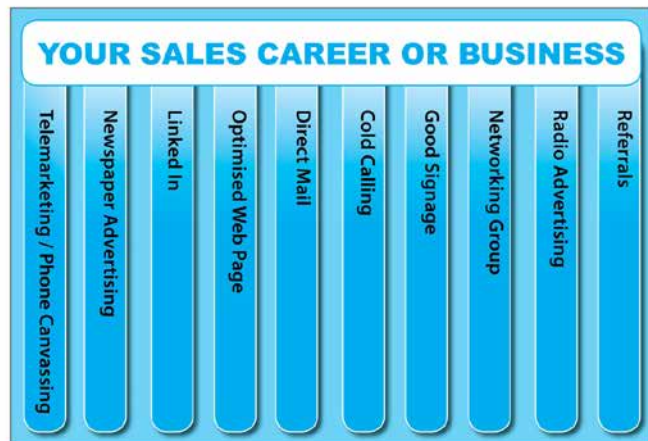 YOUR SALES CAREER OR BUSINESS
Telemarketing / Phone Canvassing
Newspaper Advertising
Linked In
Optimised Web Page
Direct Mail
Cold Calling
Good Signage
Networking Group
Radio Advertising
Referrals